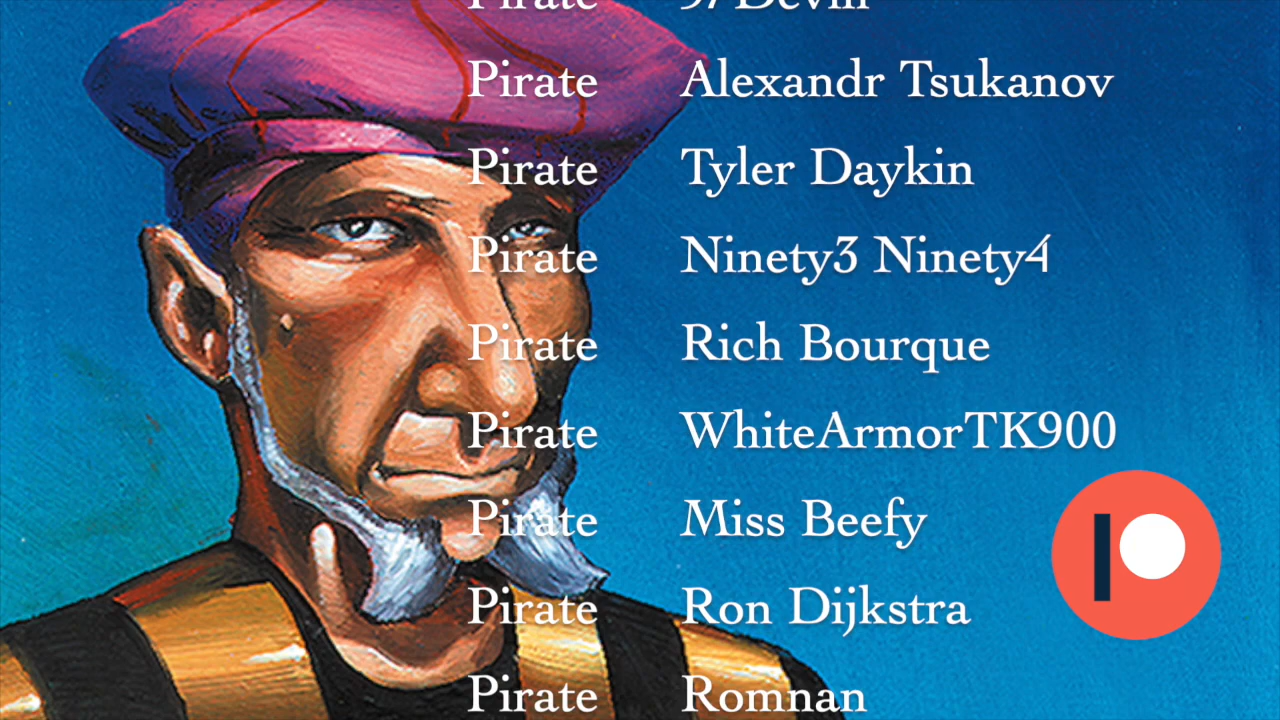 Pirate Alexandr Tsukanov
Pirate Tyler Daykin
Pirate Ninety3 Ninety4
Pirate Rich Bourque
Pirate WhiteArmorTK900
Pirate Miss Beefy
Pirate Ron Dijkstra
Pirate Romnan